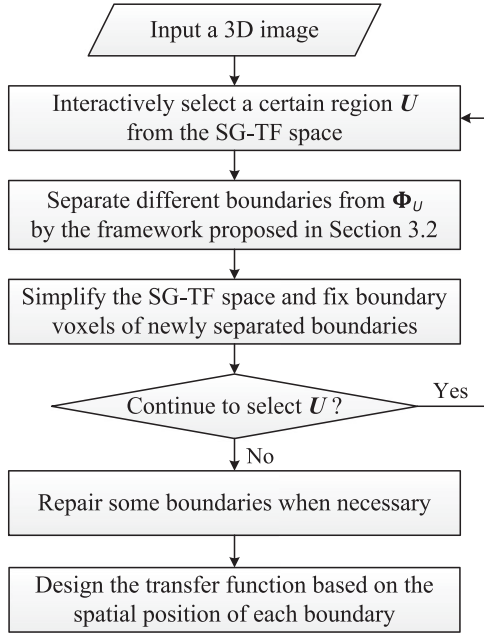 Input a 3D image
Interactively select a certain region U
from the SG-TF space
Separate different boundaries from Φ_U
by the framework proposed in Section 3.2
Simplify the SG-TF space and fix boundary
voxels of newly separated boundaries
Continue to select U ?
Yes
No
Repair some boundaries when necessary
Design the transfer function based on the
spatial position of each boundary